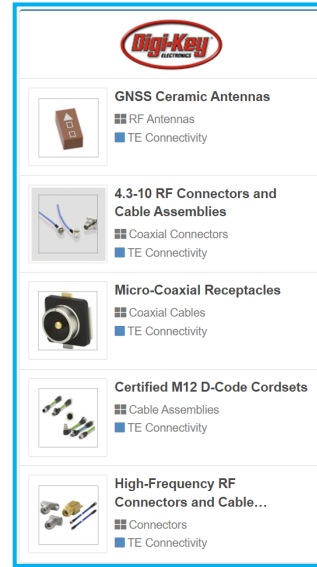 Digi-Key
ELECTRONICS
GNSS Ceramic Antennas
RF Antennas
TE Connectivity
4.3-10 RF Connectors and
Cable Assemblies
Coaxial Connectors
TE Connectivity
Micro-Coaxial Receptacles
Coaxial Cables
TE Connectivity
Certified M12 D-Code Cordsets
Cable Assemblies
TE Connectivity
High-Frequency RF
Connectors and Cable…
Connectors
TE Connectivity